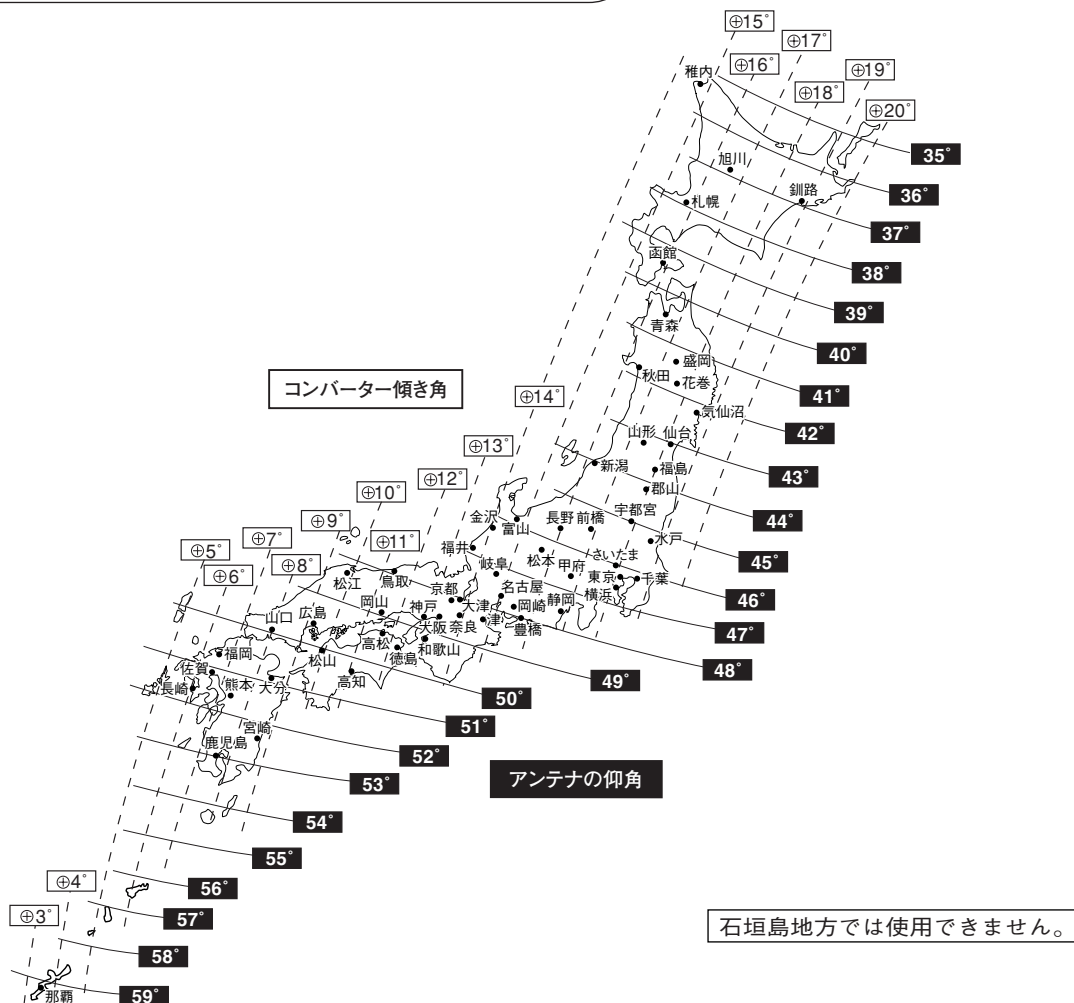 ⊕15°
⊕17°
⊕16°
⊕19°
⊕18°
⊕20°
稚内
旭川
釧路
札幌
函館
青森
盛岡
秋田
花巻
気仙沼
山形 仙台
新潟
福島
郡山
宇都宮
水戸
35°
36°
37°
38°
39°
40°
41°
42°
43°
44°
45°
46°
47°
48°
49°
50°
51°
52°
53°
54°
55°
56°
57°
58°
59°
コンバーター傾き角
⊕14°
⊕13°
⊕12°
⊕10°
⊕11°
⊕9°
⊕7°
⊕8°
⊕5°
⊕6°
⊕4°
⊕3°
金沢
富山
長野 前橋
福井
松本
さいたま
岐阜
甲府
東京
千葉
横浜
名古屋
岡崎
静岡
豊橋
津
松江
鳥取
京都
大津
岡山
神戸
大阪 奈良
和歌山
山口
広島
高松
徳島
松山
高知
福岡
佐賀
長崎
熊本
大分
宮崎
鹿児島
那覇
アンテナの仰角
石垣島地方では使用できません。